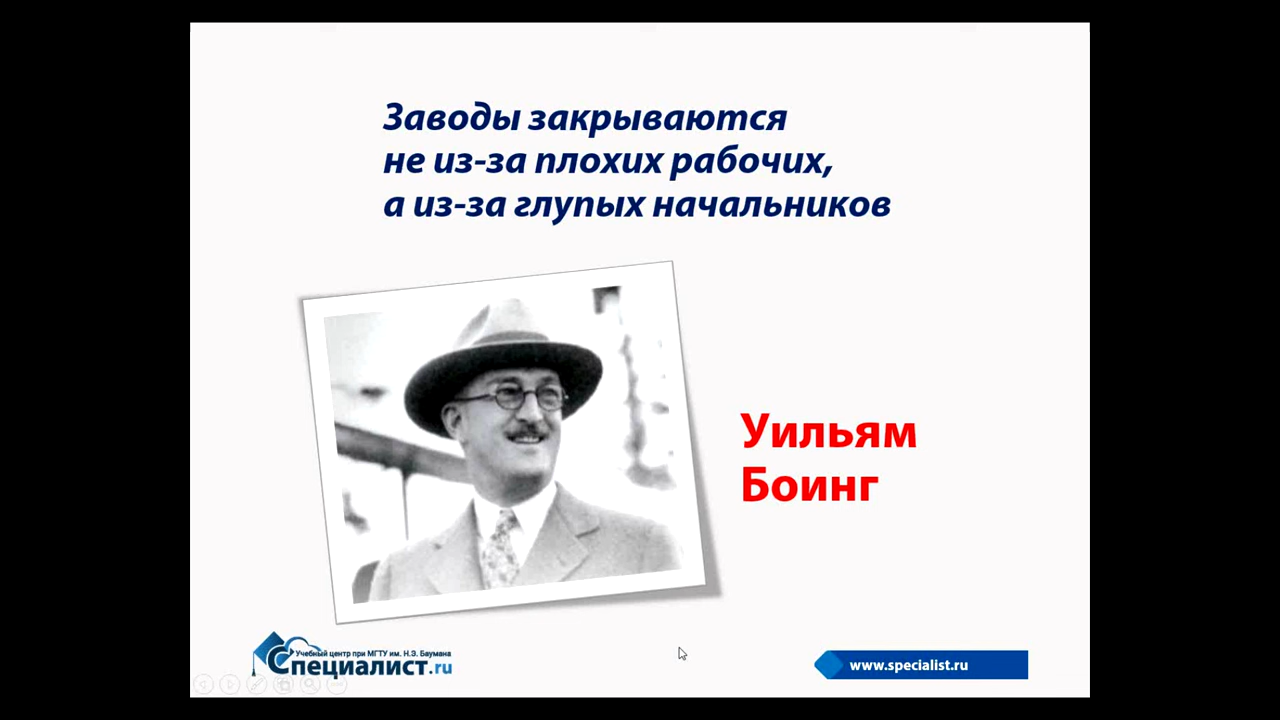 Заводы закрываются
не из-за плохих рабочих,
а из-за глупых начальников
Уильям
Боинг
Учебный центр при МГТУ им. Н.Э. Баумана
Специалист.ru
www.specialist.ru